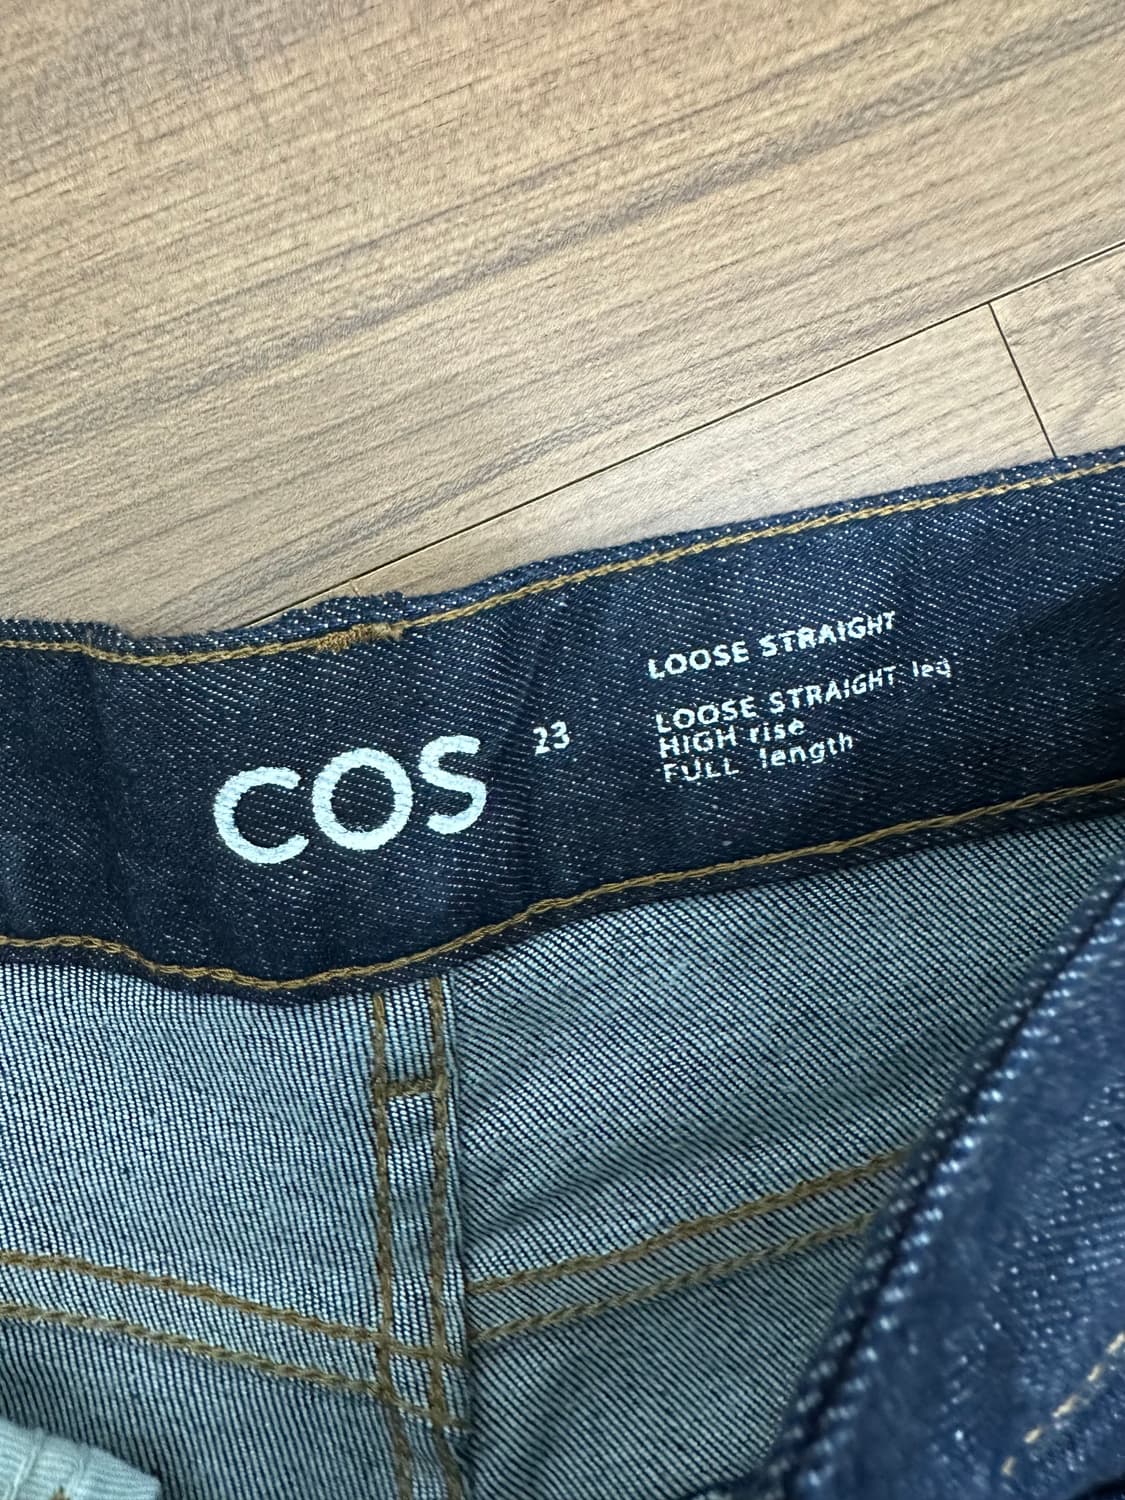 COS
23
LOOSE STRAIGHT
LOOSE STRAIGHT leg
HIGH rise
FULL length